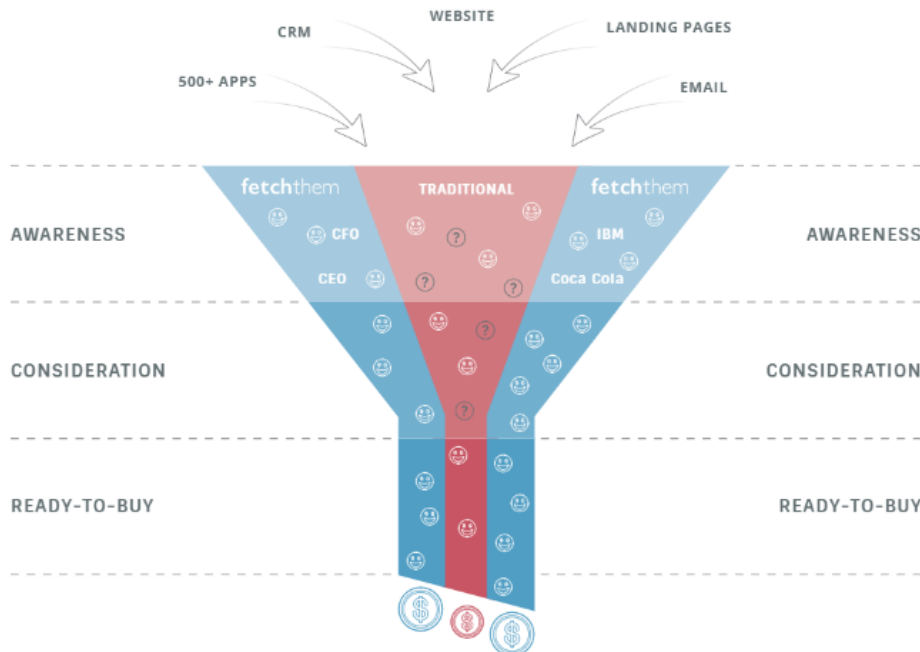 WEBSITE
CRM
LANDING PAGES
500+ APPS
EMAIL
fetchthem
TRADITIONAL
fetchthem
AWARENESS
CFO
IBM
AWARENESS
CEO
Coca Cola
?
?
?
CONSIDERATION
?
CONSIDERATION
?
READY-TO-BUY
READY-TO-BUY
$
$
$